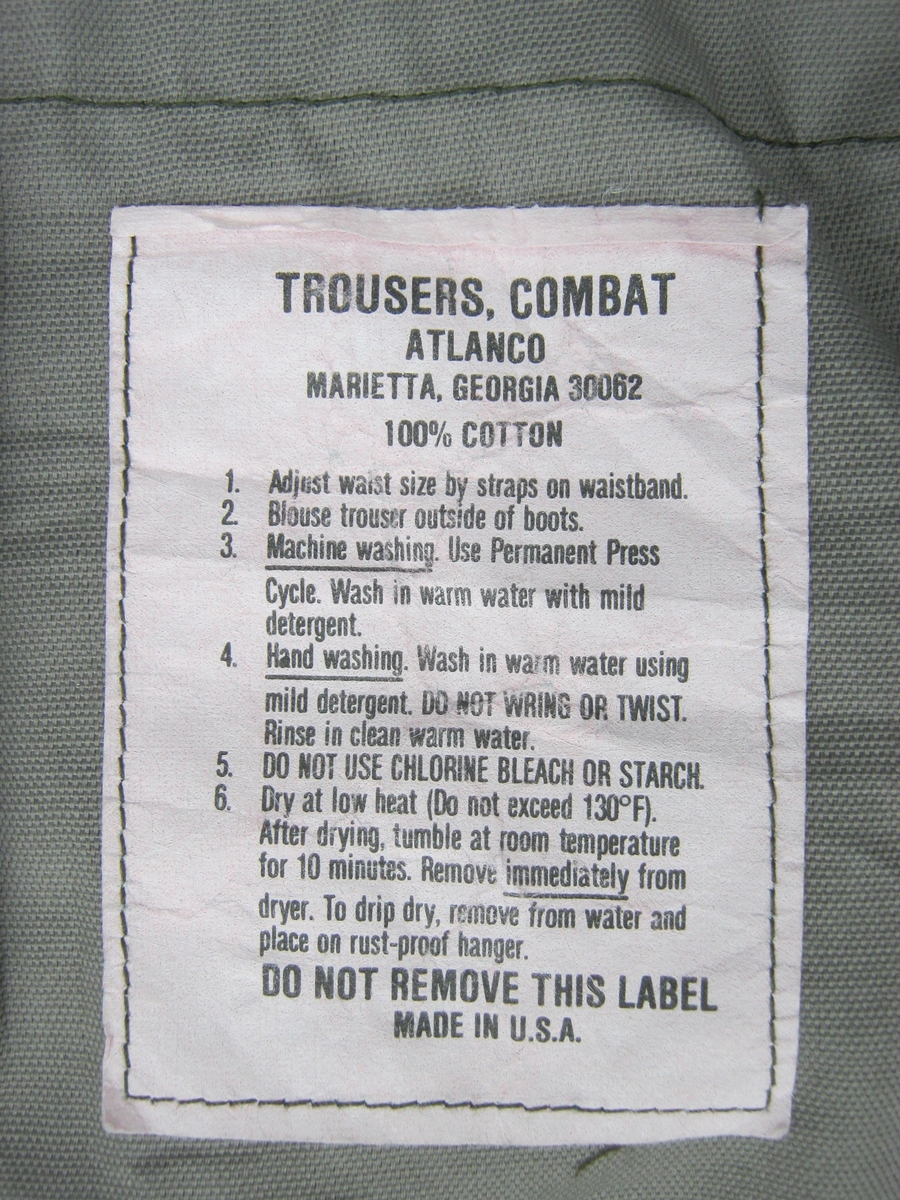 TROUSERS, COMBAT
ATLANCO
MARIETTA, GEORGIA 30062
100% COTTON
1. Adjust waist size by straps on waistband.
2. Blouse trouser outside of boots.
3. Machine washing. Use Permanent Press
Cycle. Wash in warm water with mild
detergent.
4. Hand washing. Wash in warm water using
mild detergent. DO NOT WRING OR TWIST.
Rinse in clean warm water.
5. DO NOT USE CHLORINE BLEACH OR STARCH.
6. Dry at low heat (Do not exceed 130°F).
After drying, tumble at room temperature
for 10 minutes. Remove immediately from
dryer. To drip dry, remove from water and
place on rust-proof hanger.
DO NOT REMOVE THIS LABEL
MADE IN U.S.A.